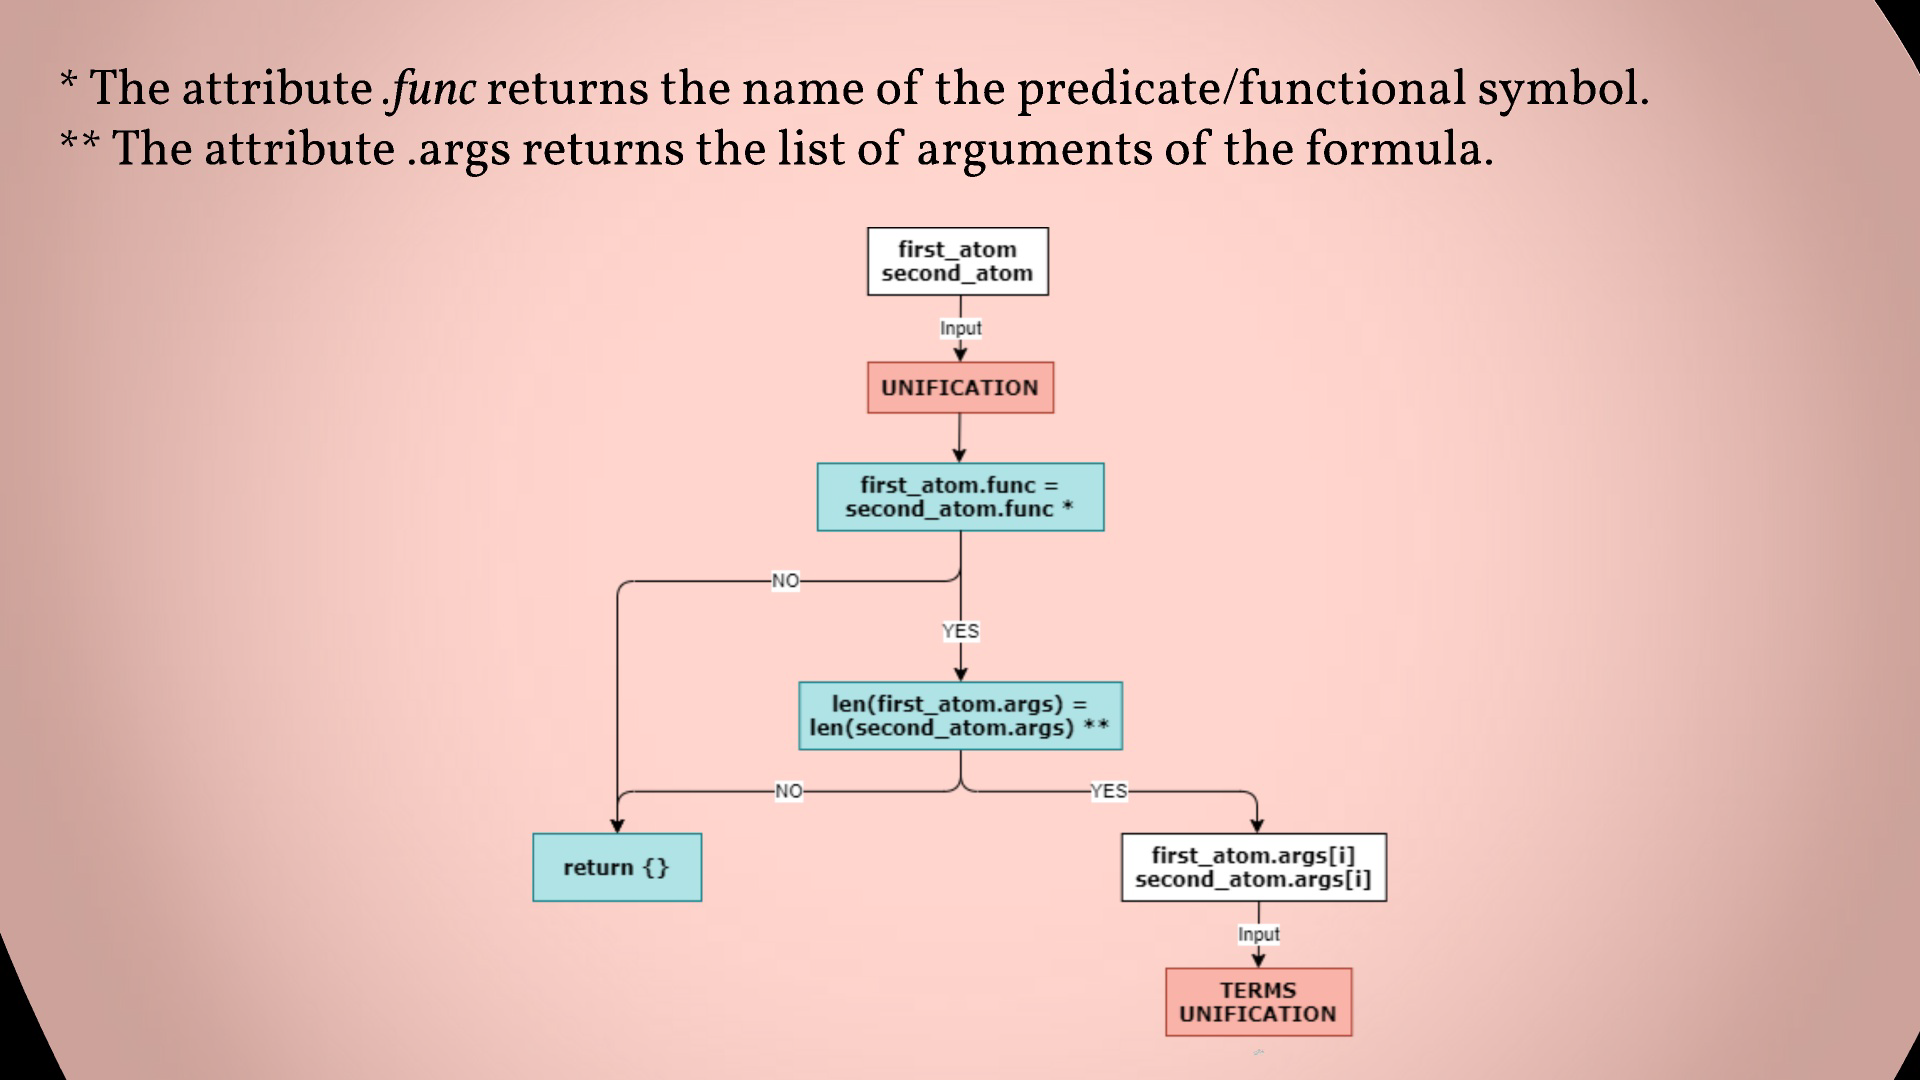 * The attribute .func returns the name of the predicate/functional symbol.
** The attribute .args returns the list of arguments of the formula.
first_atom
second_atom
Input
UNIFICATION
first_atom.func =
second_atom.func *
NO
YES
len(first_atom.args) =
len(second_atom.args) **
NO
YES
return {}
first_atom.args[i]
second_atom.args[i]
Input
TERMS
UNIFICATION